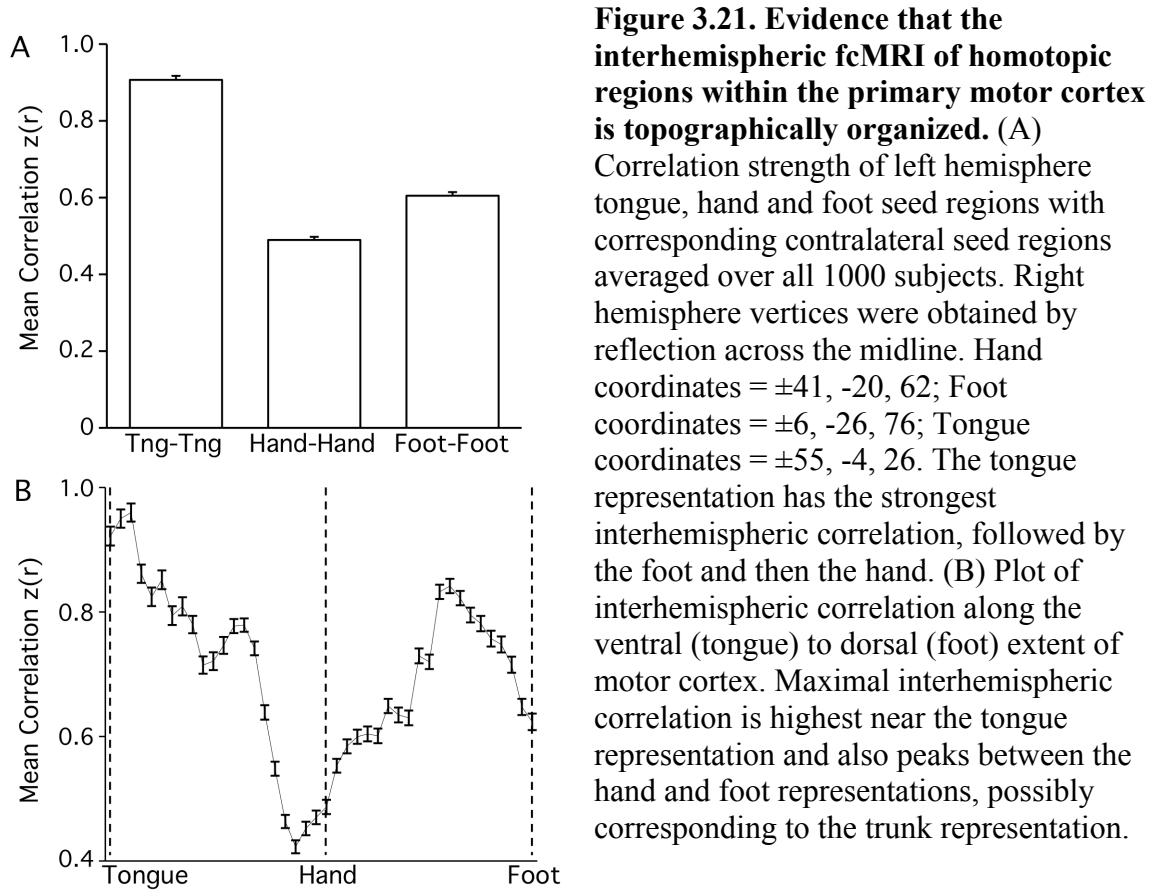 A
Mean Correlation z(r)
1.0
0.8
0.6
0.4
0.2
0
Tng-Tng Hand-Hand Foot-Foot
B
Mean Correlation z(r)
1.0
0.8
0.6
0.4
Tongue Hand Foot
Figure 3.21. Evidence that the
interhemispheric fcMRI of homotopic
regions within the primary motor cortex
is topographically organized. (A)
Correlation strength of left hemisphere
tongue, hand and foot seed regions with
corresponding contralateral seed regions
averaged over all 1000 subjects. Right
hemisphere vertices were obtained by
reflection across the midline. Hand
coordinates = ±41, -20, 62; Foot
coordinates = ±6, -26, 76; Tongue
coordinates = ±55, -4, 26. The tongue
representation has the strongest
interhemispheric correlation, followed by
the foot and then the hand. (B) Plot of
interhemispheric correlation along the
ventral (tongue) to dorsal (foot) extent of
motor cortex. Maximal interhemispheric
correlation is highest near the tongue
representation and also peaks between the
hand and foot representations, possibly
corresponding to the trunk representation.